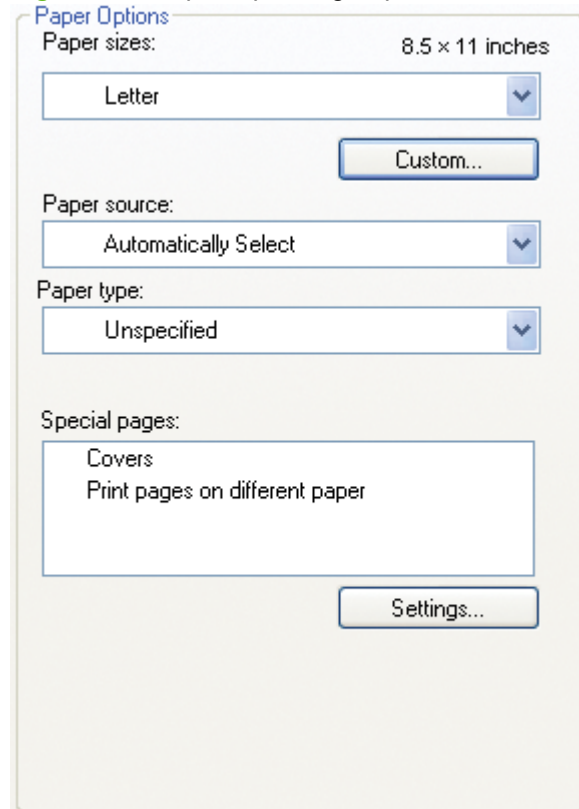 Paper Options
Paper sizes: 8.5 × 11 inches
Letter
Custom...
Paper source:
Automatically Select
Paper type:
Unspecified
Special pages:
Covers
Print pages on different paper
Settings...